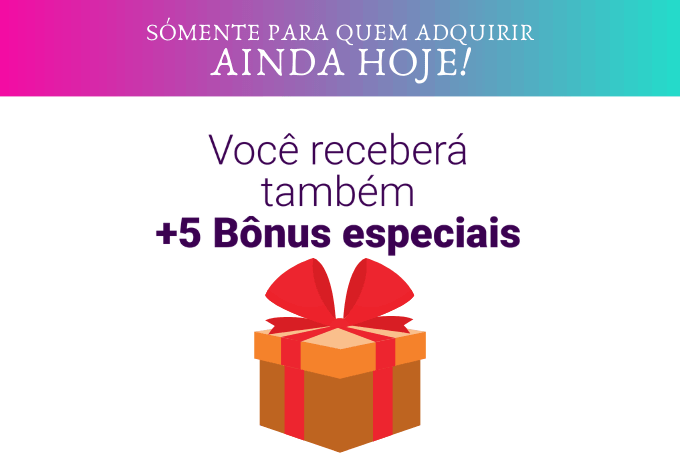 SÓMENTE PARA QUEM ADQUIRIR
AINDA HOJE!
Você receberá
também
+5 Bônus especiais